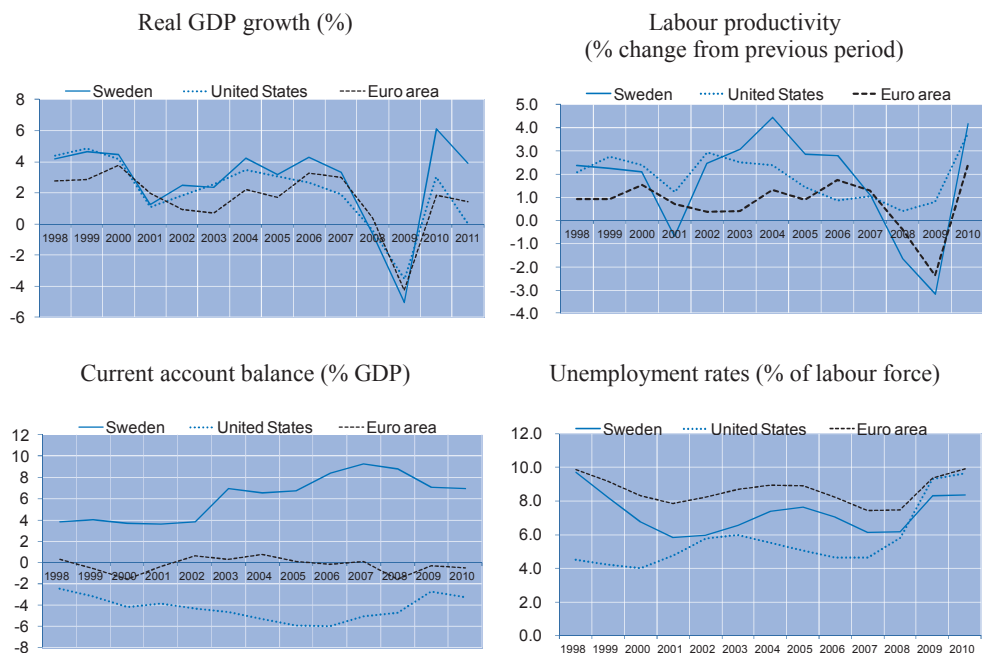 Real GDP growth (%)
Sweden United States Euro area
8
6
4
2
0
-2
-4
-6
1998 1999 2000 2001 2002 2003 2004 2005 2006 2007 2008 2009 2010 2011
Labour productivity
(% change from previous period)
Sweden United States Euro area
5.0
4.0
3.0
2.0
1.0
0.0
-1.0
-2.0
-3.0
-4.0
1998 1999 2000 2001 2002 2003 2004 2005 2006 2007 2008 2009 2010
Current account balance (% GDP)
Sweden United States Euro area
12
10
8
6
4
2
0
-2
-4
-6
-8
1998 1999 2000 2001 2002 2003 2004 2005 2006 2007 2008 2009 2010
Unemployment rates (% of labour force)
Sweden United States Euro area
12.0
10.0
8.0
6.0
4.0
2.0
0.0
1998 1999 2000 2001 2002 2003 2004 2005 2006 2007 2008 2009 2010